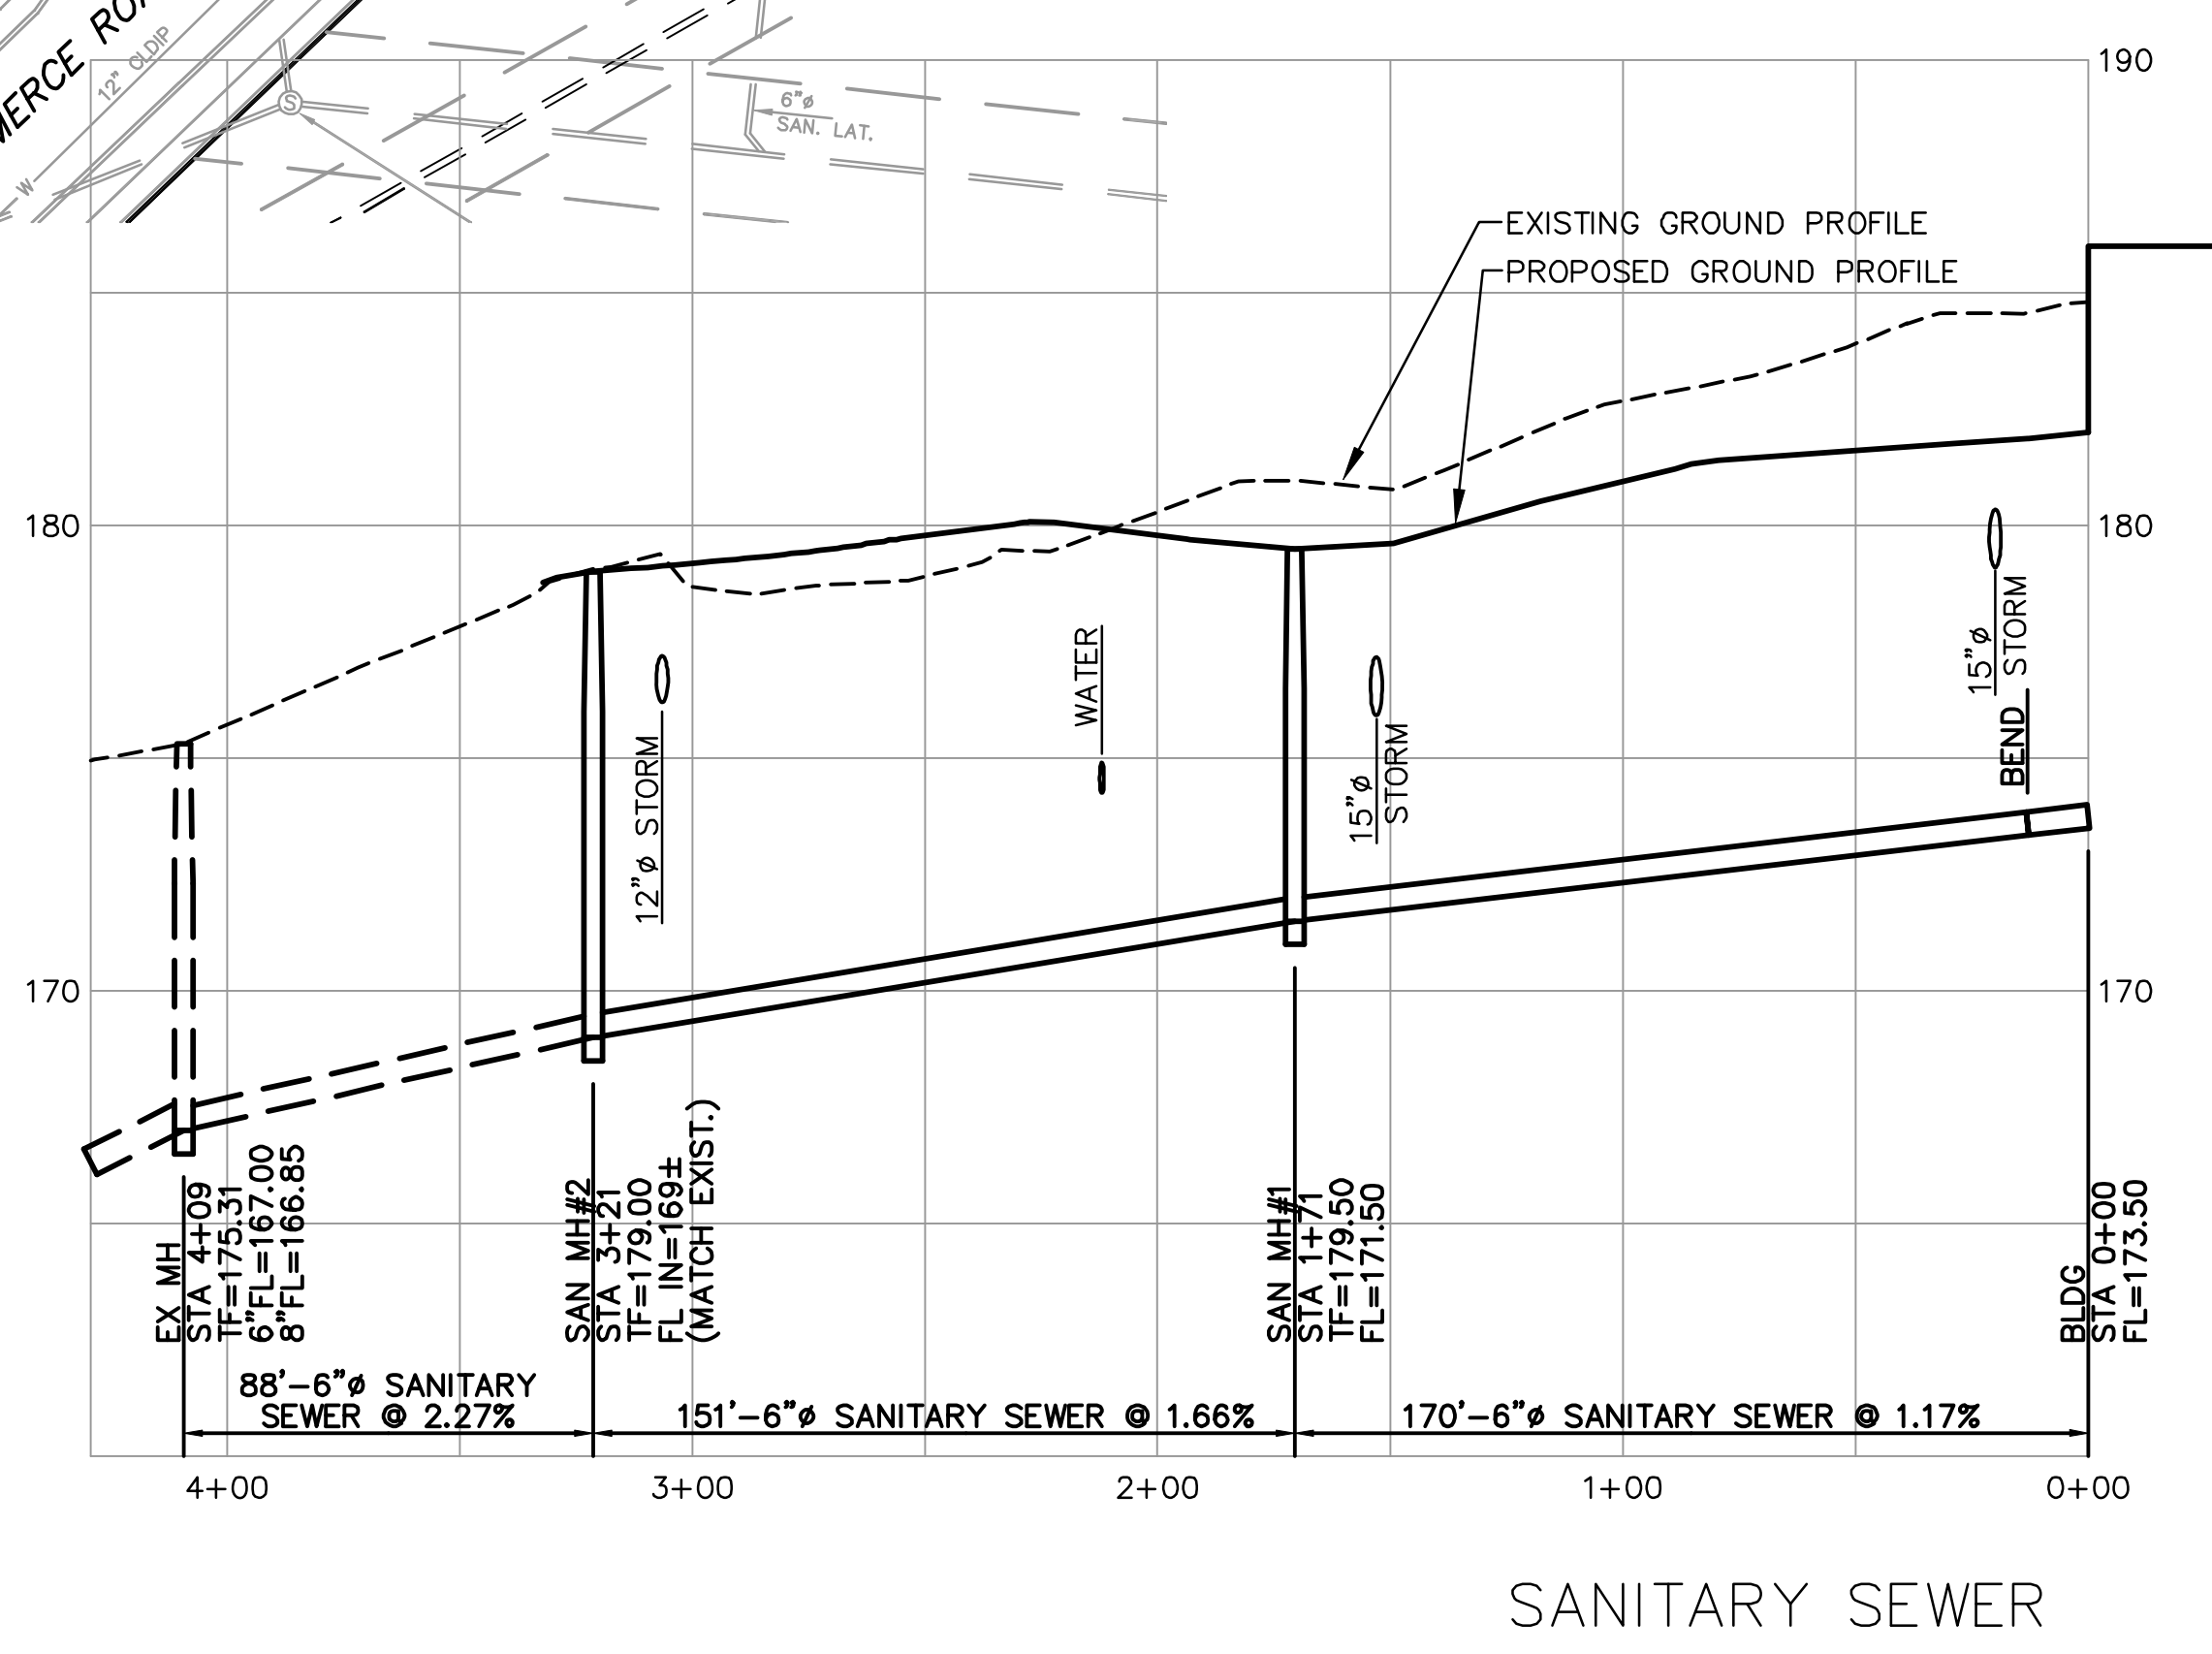 12" CLDIP
W
S
6"ø
SAN. LAT.
190
EXISTING GROUND PROFILE
PROPOSED GROUND PROFILE
180
180
170
170
12"ø STORM
WATER
15"ø
STORM
15"ø
STORM
BEND
EX MH
STA 4+09
TF=175.31
6"FL=167.00
8"FL=166.85
SAN MH#2
STA 3+21
TF=179.00
FL IN=169±
(MATCH EXIST.)
SAN MH#1
STA 1+71
TF=179.50
FL=171.50
BLDG
STA 0+00
FL=173.50
88'-6"ø SANITARY
SEWER @ 2.27%
151'-6"ø SANITARY SEWER @ 1.66%
170'-6"ø SANITARY SEWER @ 1.17%
4+00
3+00
2+00
1+00
0+00
SANITARY SEWER